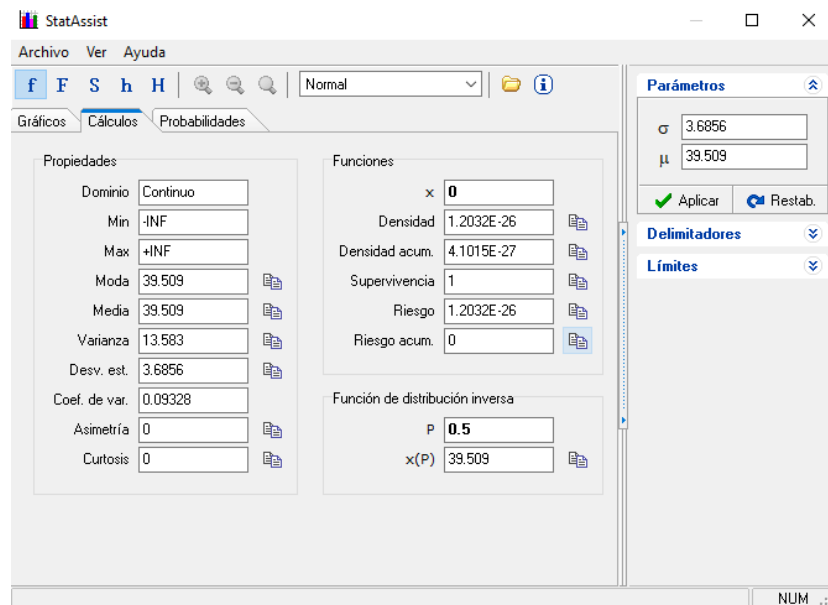 StatAssist
Archivo Ver Ayuda
f F S h H Normal
Gráficos Cálculos Probabilidades
Propiedades
Dominio Continuo
Min -INF
Max +INF
Moda 39.509
Media 39.509
Varianza 13.583
Desv. est. 3.6856
Coef. de var. 0.09328
Asimetría 0
Curtosis 0
Funciones
x 0
Densidad 1.2032E-26
Densidad acum. 4.1015E-27
Supervivencia 1
Riesgo 1.2032E-26
Riesgo acum. 0
Función de distribución inversa
P 0.5
x(P) 39.509
Parámetros
σ 3.6856
μ 39.509
Aplicar Restab.
Delimitadores
Límites
NUM